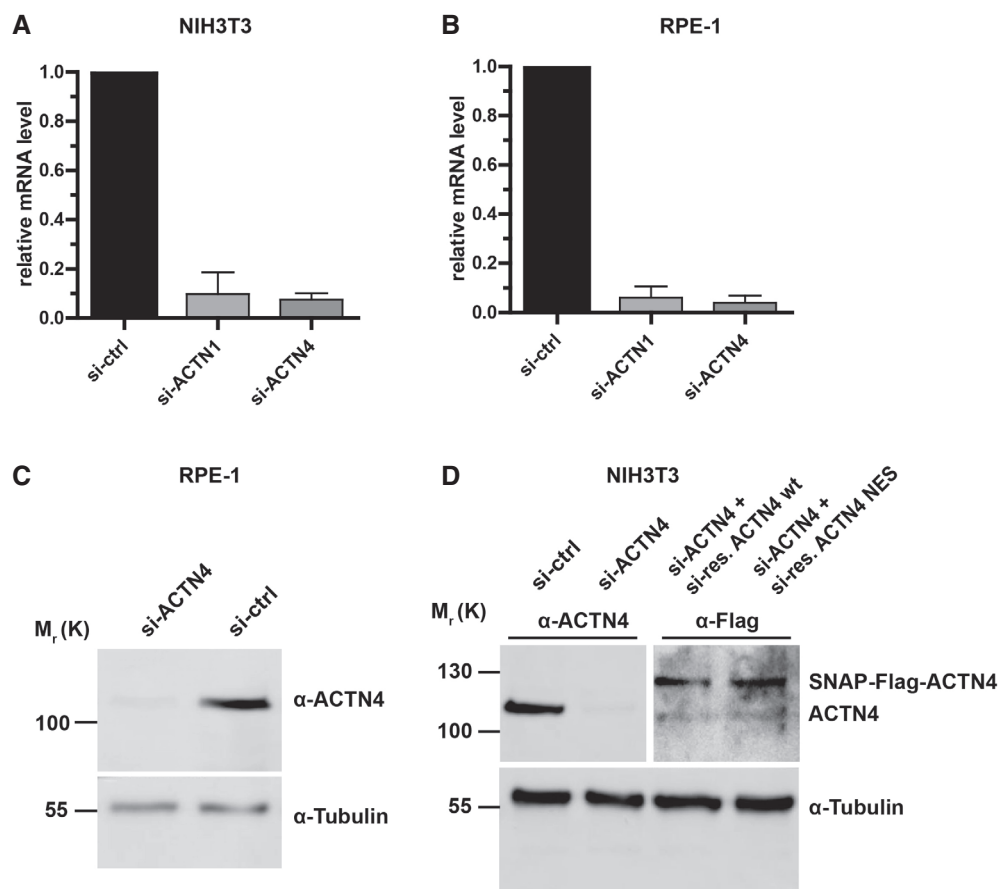 A
NIH3T3
relative mRNA level
1.0
0.8
0.6
0.4
0.2
0.0
si-ctrl
si-ACTN1
si-ACTN4
B
RPE-1
relative mRNA level
1.0
0.8
0.6
0.4
0.2
0.0
si-ctrl
si-ACTN1
si-ACTN4
C
RPE-1
si-ACTN4
si-ctrl
Mr (K)
100
55
α-ACTN4
α-Tubulin
D
NIH3T3
si-ctrl
si-ACTN4
si-ACTN4 +
si-res. ACTN4 wt
si-ACTN4 +
si-res. ACTN4 NES
Mr (K)
α-ACTN4
α-Flag
130
100
55
SNAP-Flag-ACTN4
ACTN4
α-Tubulin